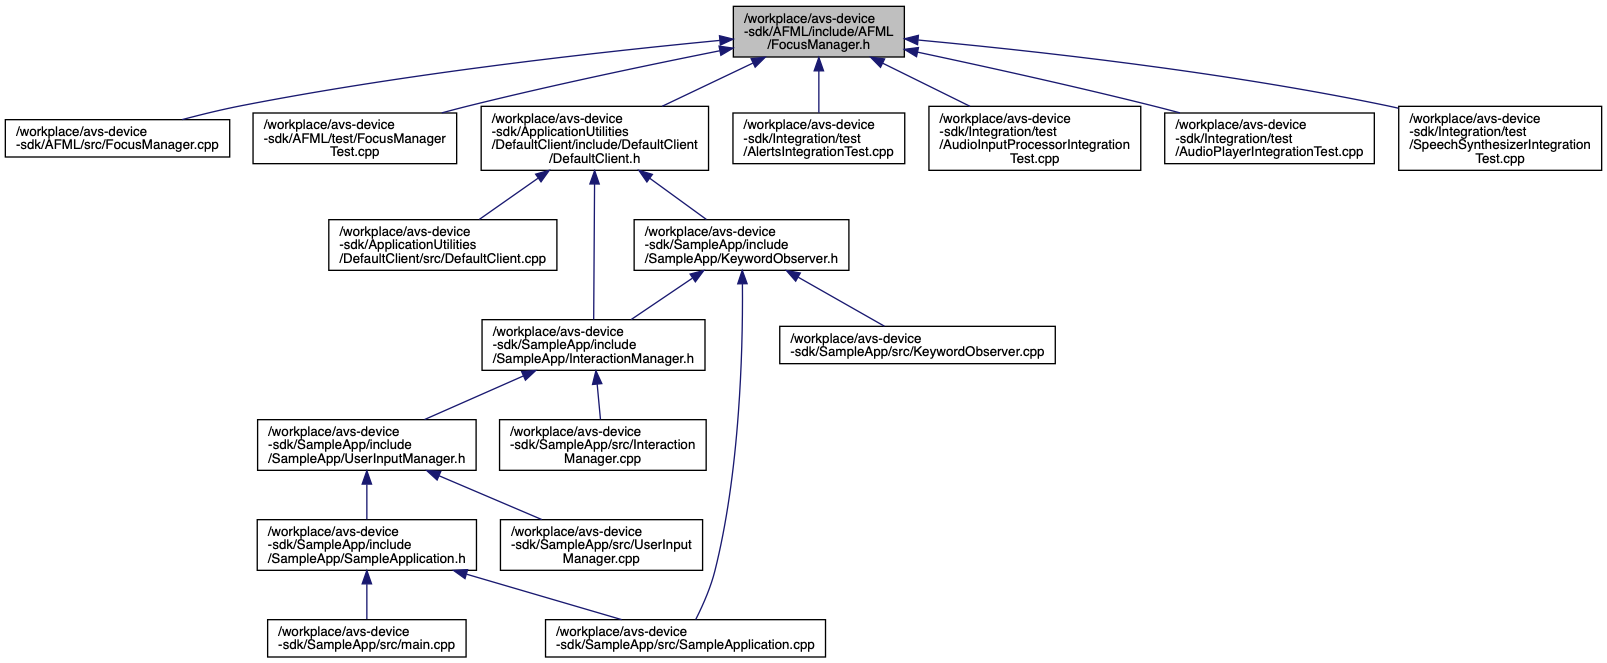 /workplace/avs-device
-sdk/AFML/include/AFML
/FocusManager.h
/workplace/avs-device
-sdk/AFML/src/FocusManager.cpp
/workplace/avs-device
-sdk/AFML/test/FocusManager
Test.cpp
/workplace/avs-device
-sdk/ApplicationUtilities
/DefaultClient/include/DefaultClient
/DefaultClient.h
/workplace/avs-device
-sdk/Integration/test
/AlertsIntegrationTest.cpp
/workplace/avs-device
-sdk/Integration/test
/AudioInputProcessorIntegration
Test.cpp
/workplace/avs-device
-sdk/Integration/test
/AudioPlayerIntegrationTest.cpp
/workplace/avs-device
-sdk/Integration/test
/SpeechSynthesizerIntegration
Test.cpp
/workplace/avs-device
-sdk/ApplicationUtilities
/DefaultClient/src/DefaultClient.cpp
/workplace/avs-device
-sdk/SampleApp/include
/SampleApp/KeywordObserver.h
/workplace/avs-device
-sdk/SampleApp/include
/SampleApp/InteractionManager.h
/workplace/avs-device
-sdk/SampleApp/src/KeywordObserver.cpp
/workplace/avs-device
-sdk/SampleApp/include
/SampleApp/UserInputManager.h
/workplace/avs-device
-sdk/SampleApp/src/Interaction
Manager.cpp
/workplace/avs-device
-sdk/SampleApp/include
/SampleApp/SampleApplication.h
/workplace/avs-device
-sdk/SampleApp/src/UserInput
Manager.cpp
/workplace/avs-device
-sdk/SampleApp/src/main.cpp
/workplace/avs-device
-sdk/SampleApp/src/SampleApplication.cpp